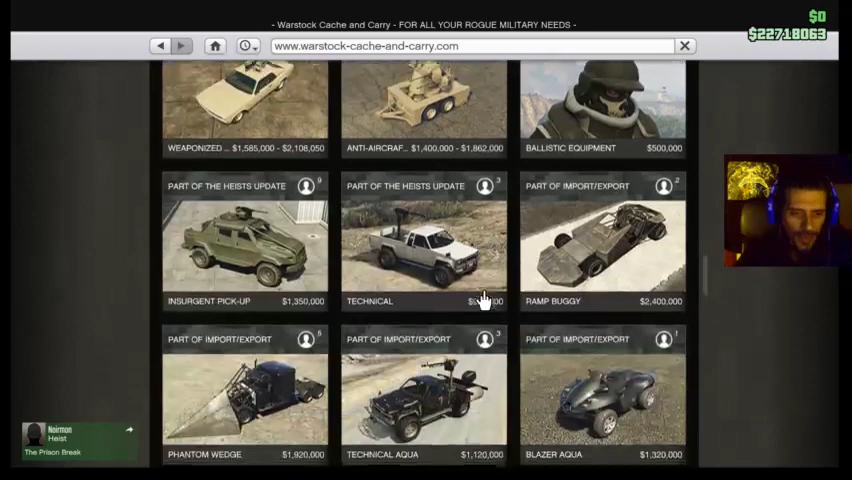 - Warstock Cache and Carry - FOR ALL YOUR ROGUE MILITARY NEEDS -
$0
$22718063
www.warstock-cache-and-carry.com
WEAPONIZED ... $1,585,000 - $2,108,050
ANTI-AIRCRAF... $1,400,000 - $1,862,000
BALLISTIC EQUIPMENT $500,000
PART OF THE HEISTS UPDATE 9
PART OF THE HEISTS UPDATE 3
PART OF IMPORT/EXPORT 2
INSURGENT PICK-UP $1,350,000
TECHNICAL
RAMP BUGGY $2,400,000
PART OF IMPORT/EXPORT 5
PART OF IMPORT/EXPORT 3
PART OF IMPORT/EXPORT 1
PHANTOM WEDGE $1,920,000
TECHNICAL AQUA $1,120,000
BLAZER AQUA $1,320,000
Noirmon
Heist
The Prison Break